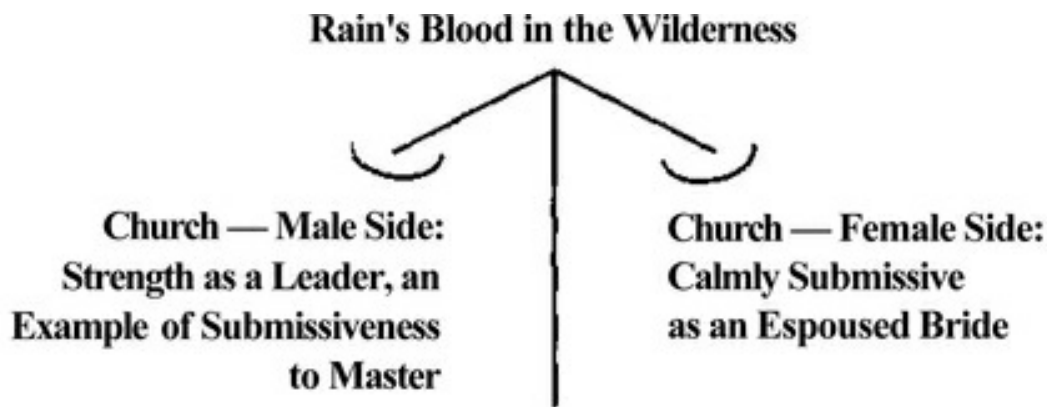 Rain's Blood in the Wilderness
Church — Male Side:
Strength as a Leader, an
Example of Submissiveness
to Master
Church — Female Side:
Calmly Submissive
as an Espoused Bride